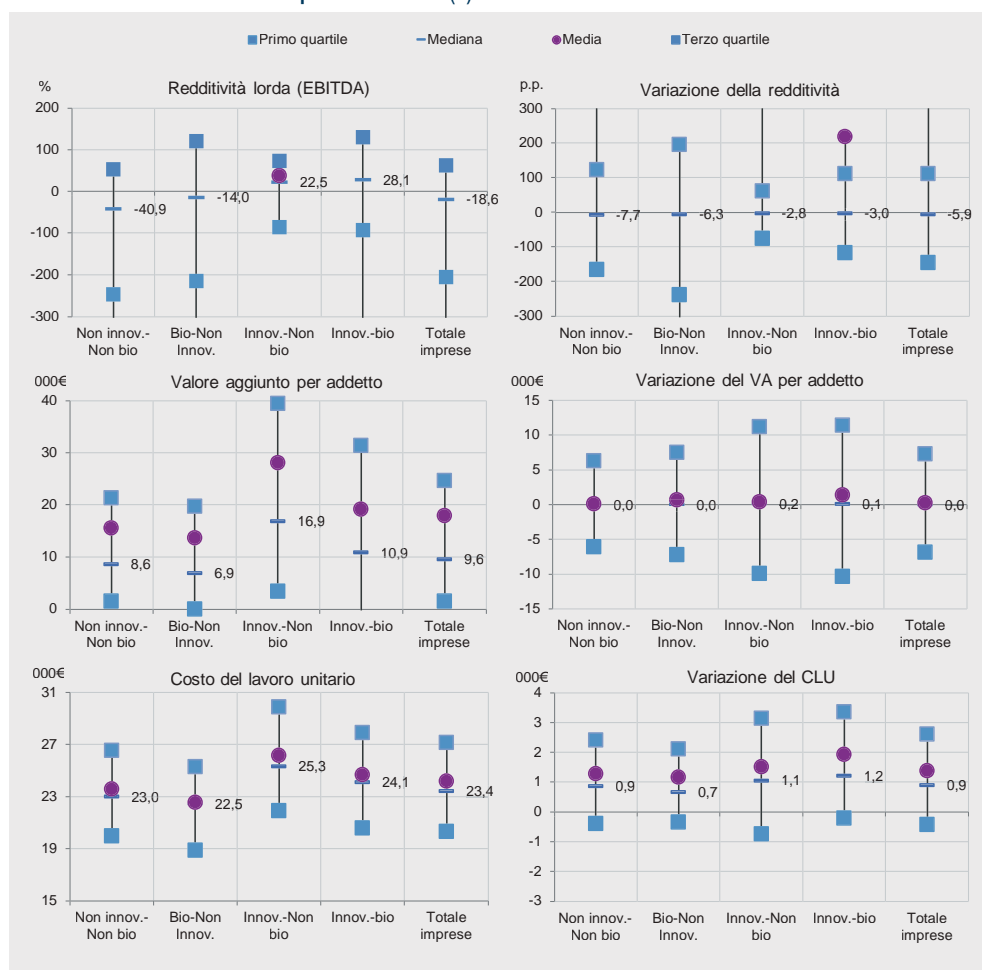 Primo quartile Mediana Media Terzo quartile
% Redditività lorda (EBITDA)
200
100
0
-100
-200
-300
-40,9 -14,0 22,5 28,1 -18,6
Non innov.- Bio-Non Innov.-Non Innov.-bio Totale
Non bio Innov. bio imprese
p.p. Variazione della redditività
300
200
100
0
-100
-200
-300
-7,7 -6,3 -2,8 -3,0 -5,9
Non innov.- Bio-Non Innov.-Non Innov.-bio Totale
Non bio Innov. bio imprese
000€ Valore aggiunto per addetto
40
30
20
10
0
8,6 6,9 16,9 10,9 9,6
Non innov.- Bio-Non Innov.-Non Innov.-bio Totale
Non bio Innov. bio imprese
000€ Variazione del VA per addetto
15
10
5
0
-5
-10
-15
0,0 0,0 0,2 0,1 0,0
Non innov.- Bio-Non Innov.-Non Innov.-bio Totale
Non bio Innov. bio imprese
000€ Costo del lavoro unitario
31
27
23
19
15
23,0 22,5 25,3 24,1 23,4
Non innov.- Bio-Non Innov.-Non Innov.-bio Totale
Non bio Innov. bio imprese
000€ Variazione del CLU
4
3
2
1
0
-1
-2
-3
0,9 0,7 1,1 1,2 0,9
Non innov.- Bio-Non Innov.-Non Innov.-bio Totale
Non bio Innov. bio imprese